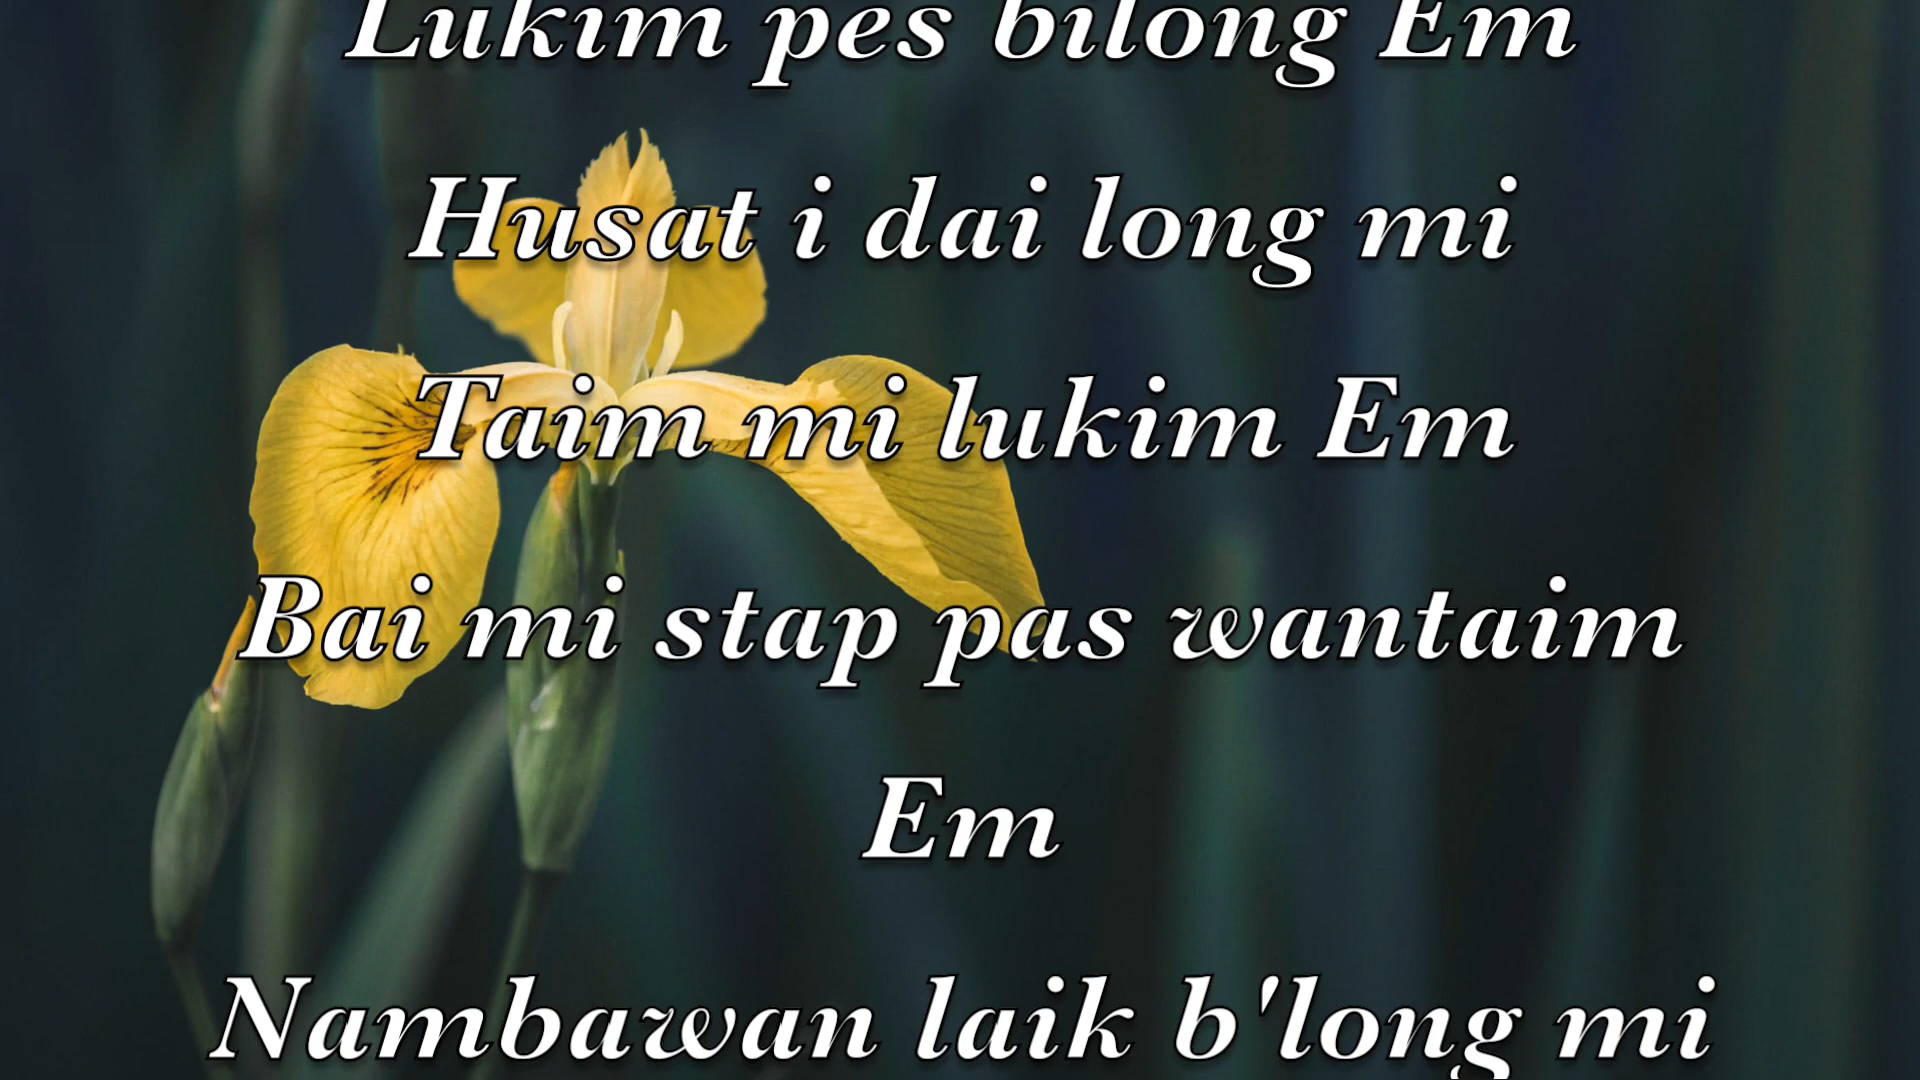 Lukim pes bilong Em
Husat i dai long mi
Taim mi lukim Em
Bai mi stap pas wantaim
Em
Nambawan laik b'long mi